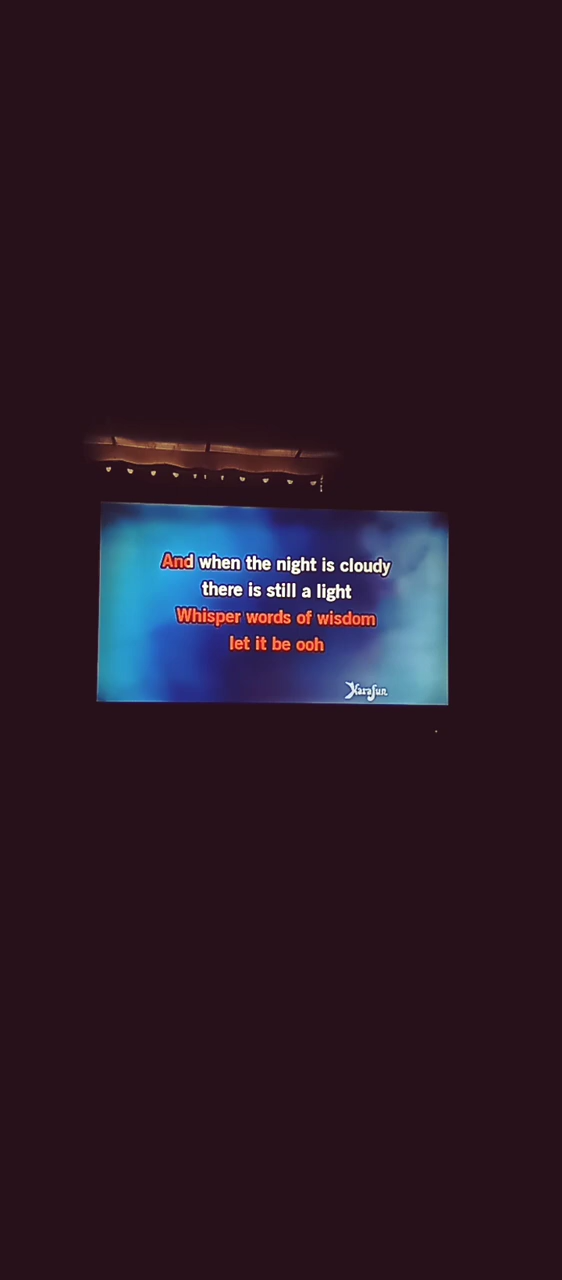 And when the night is cloudy
there is still a light
Whisper words of wisdom
let it be ooh
KaraFun